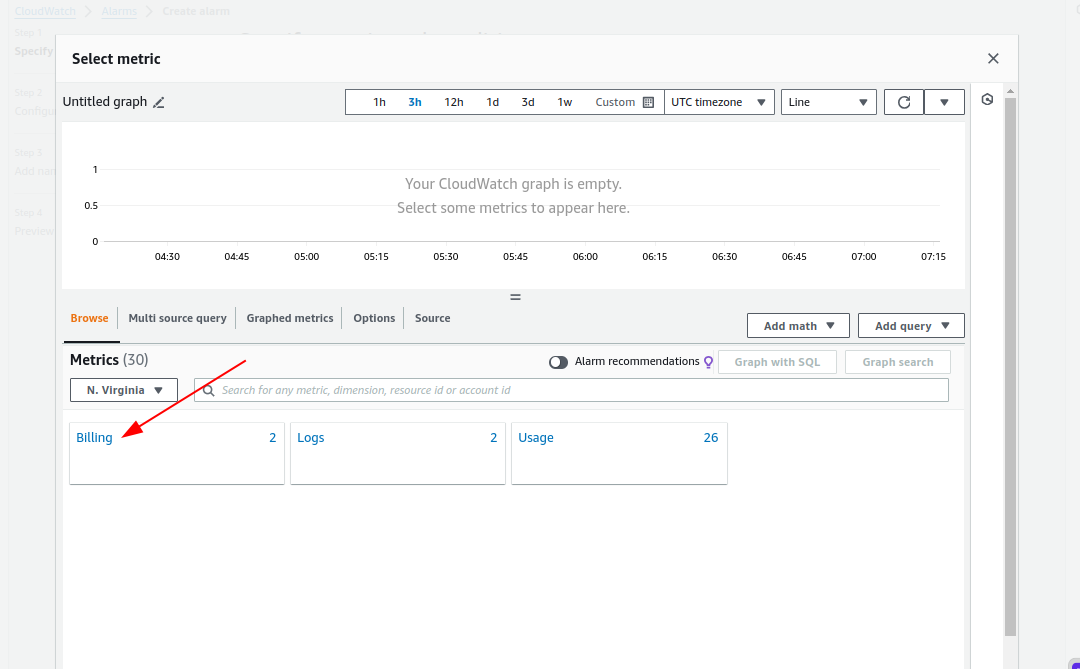 CloudWatch > Alarms > Create alarm
Step 1
Specify
Select metric
Step 2
Configu
Untitled graph
1h 3h 12h 1d 3d 1w Custom UTC timezone Line
Step 3
Add nam
Step 4
Preview
1
0.5
0
Your CloudWatch graph is empty.
Select some metrics to appear here.
04:30 04:45 05:00 05:15 05:30 05:45 06:00 06:15 06:30 06:45 07:00 07:15
Browse Multi source query Graphed metrics Options Source
Add math Add query
Metrics (30)
Alarm recommendations Graph with SQL Graph search
N. Virginia Search for any metric, dimension, resource id or account id
Billing 2 Logs 2 Usage 26